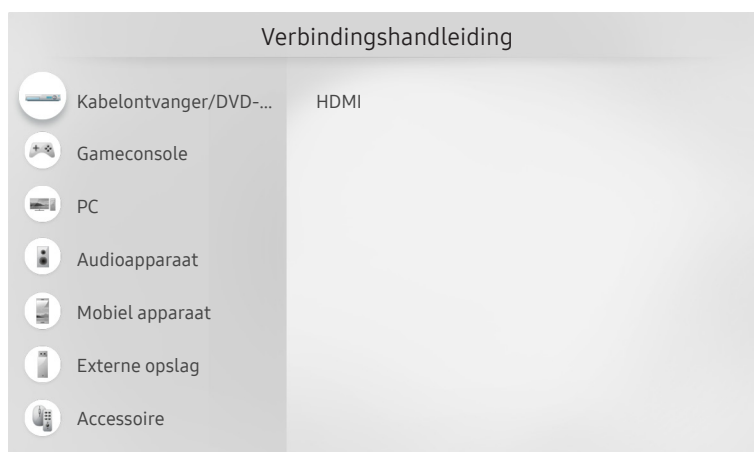 Verbindingshandleiding
Kabelontvanger/DVD-...
HDMI
Gameconsole
PC
Audioapparaat
Mobiel apparaat
Externe opslag
Accessoire